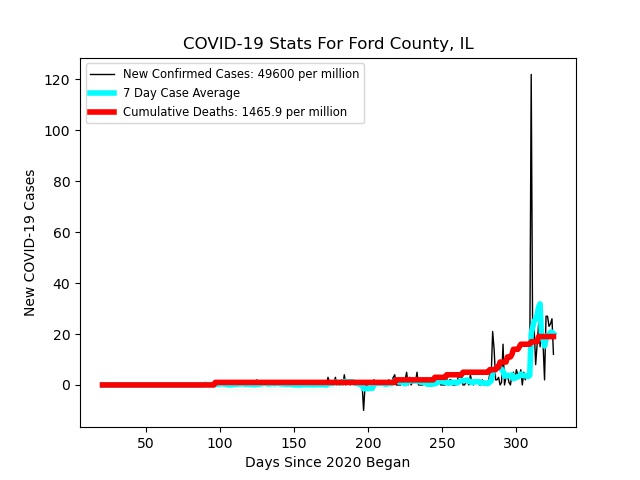 COVID-19 Stats For Ford County, IL
New Confirmed Cases: 49600 per million
7 Day Case Average
Cumulative Deaths: 1465.9 per million
New COVID-19 Cases
120
100
80
60
40
20
0
50 100 150 200 250 300
Days Since 2020 Began